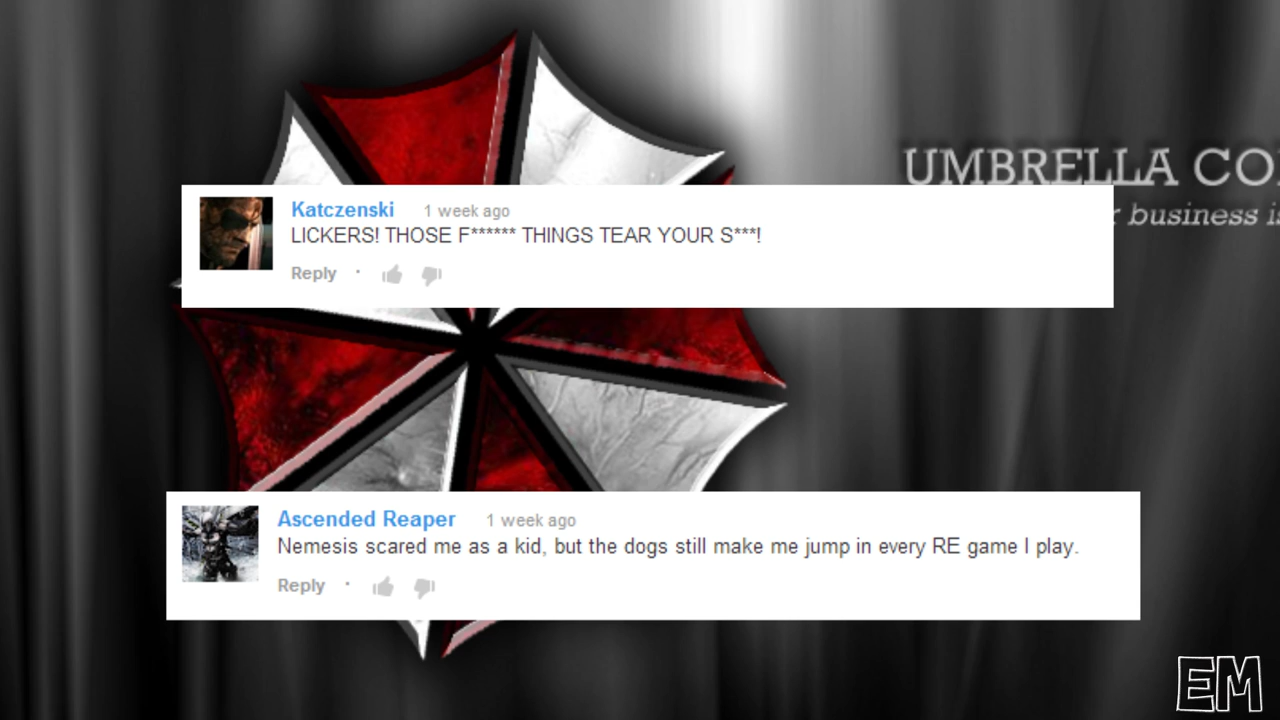 UMBRELLA CO
r business is
Katczenski 1 week ago
LICKERS! THOSE F****** THINGS TEAR YOUR S***!
Reply ·
Ascended Reaper 1 week ago
Nemesis scared me as a kid, but the dogs still make me jump in every RE game I play.
Reply ·
EM